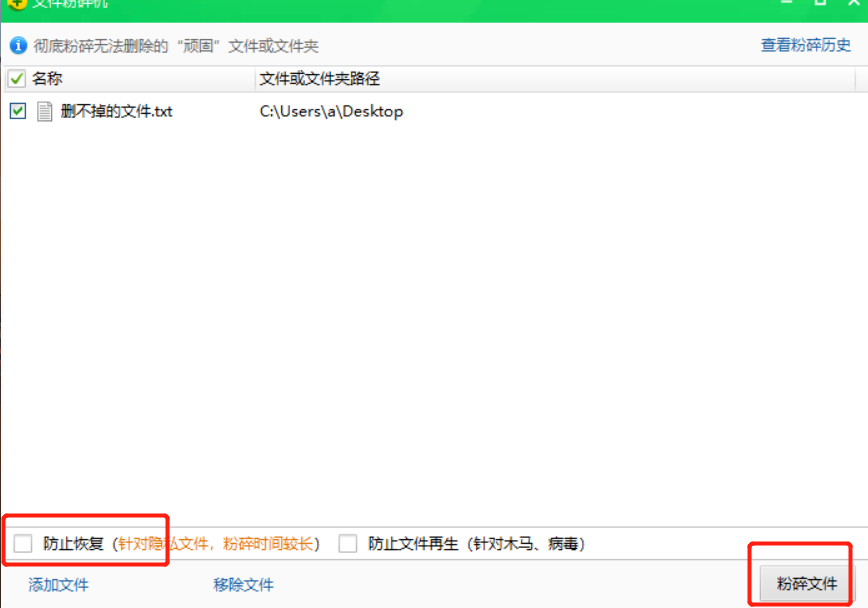 文件粉碎机
彻底粉碎无法删除的“顽固”文件或文件夹 查看粉碎历史
名称 文件或文件夹路径
删不掉的文件.txt C:\Users\a\Desktop
防止恢复（针对隐私文件，粉碎时间较长） 防止文件再生（针对木马、病毒）
添加文件 移除文件 粉碎文件